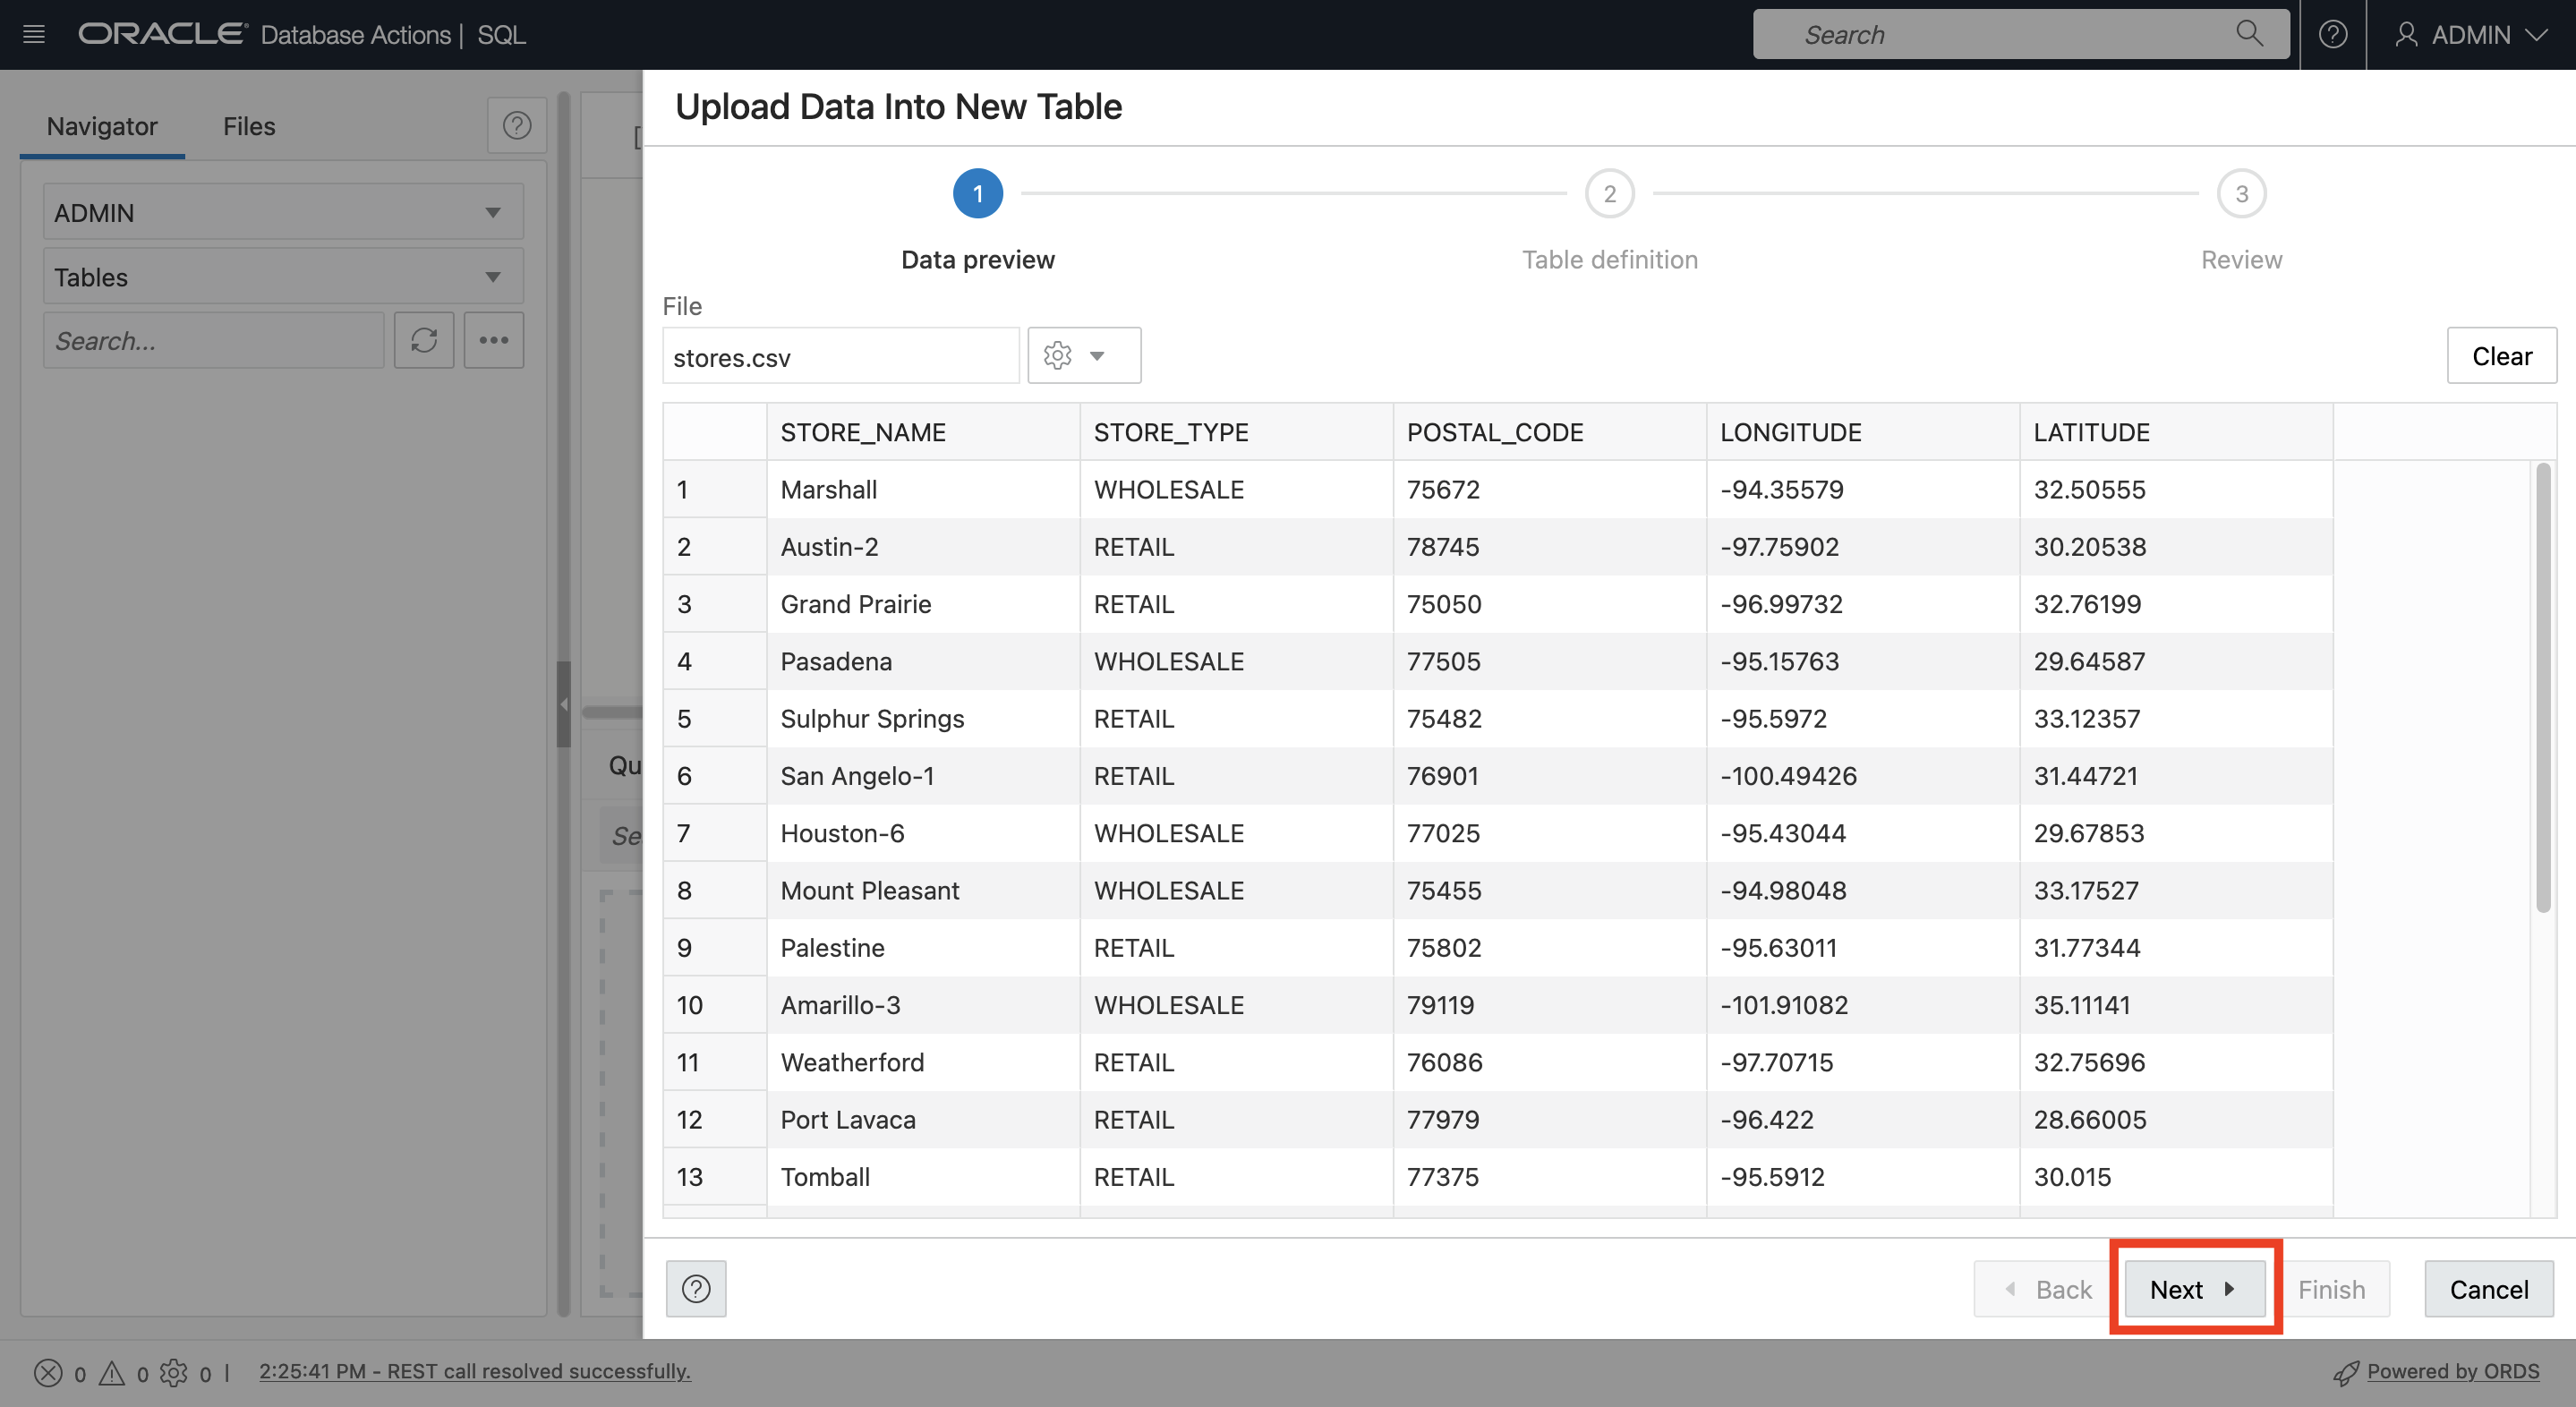 ORACLE® Database Actions | SQL
Search
ADMIN
Navigator Files
ADMIN
Tables
Search...
Upload Data Into New Table
1 2 3
Data preview Table definition Review
File
stores.csv
Clear
STORE_NAME STORE_TYPE POSTAL_CODE LONGITUDE LATITUDE
1 Marshall WHOLESALE 75672 -94.35579 32.50555
2 Austin-2 RETAIL 78745 -97.75902 30.20538
3 Grand Prairie RETAIL 75050 -96.99732 32.76199
4 Pasadena WHOLESALE 77505 -95.15763 29.64587
5 Sulphur Springs RETAIL 75482 -95.5972 33.12357
6 San Angelo-1 RETAIL 76901 -100.49426 31.44721
7 Houston-6 WHOLESALE 77025 -95.43044 29.67853
8 Mount Pleasant WHOLESALE 75455 -94.98048 33.17527
9 Palestine RETAIL 75802 -95.63011 31.77344
10 Amarillo-3 WHOLESALE 79119 -101.91082 35.11141
11 Weatherford RETAIL 76086 -97.70715 32.75696
12 Port Lavaca RETAIL 77979 -96.422 28.66005
13 Tomball RETAIL 77375 -95.5912 30.015
Qu
Se
Back Next Finish Cancel
0 0 0 | 2:25:41 PM - REST call resolved successfully.
Powered by ORDS